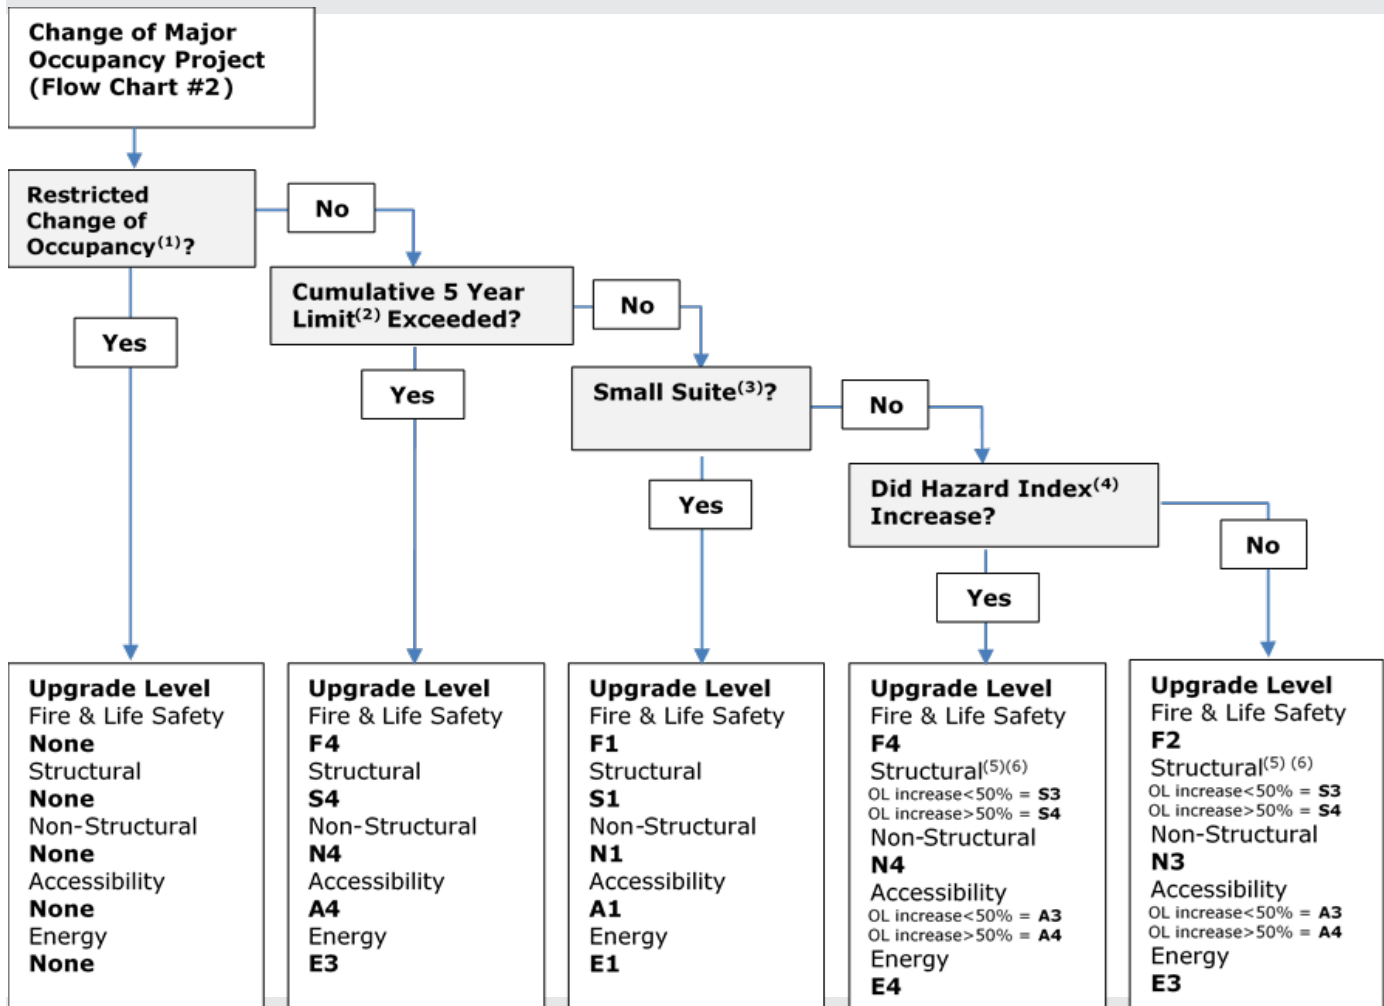 Change of Major
Occupancy Project
(Flow Chart #2)
Restricted
Change of
Occupancy(1)?
No
Yes
Cumulative 5 Year
Limit(2) Exceeded?
No
Yes
Small Suite(3)?
No
Yes
Did Hazard Index(4)
Increase?
No
Yes
Upgrade Level
Fire & Life Safety
None
Structural
None
Non-Structural
None
Accessibility
None
Energy
None
Upgrade Level
Fire & Life Safety
F4
Structural
S4
Non-Structural
N4
Accessibility
A4
Energy
E3
Upgrade Level
Fire & Life Safety
F1
Structural
S1
Non-Structural
N1
Accessibility
A1
Energy
E1
Upgrade Level
Fire & Life Safety
F4
Structural(5)(6)
OL increase<50% = S3
OL increase>50% = S4
Non-Structural
N4
Accessibility
OL increase<50% = A3
OL increase>50% = A4
Energy
E4
Upgrade Level
Fire & Life Safety
F2
Structural(5) (6)
OL increase<50% = S3
OL increase>50% = S4
Non-Structural
N3
Accessibility
OL increase<50% = A3
OL increase>50% = A4
Energy
E3